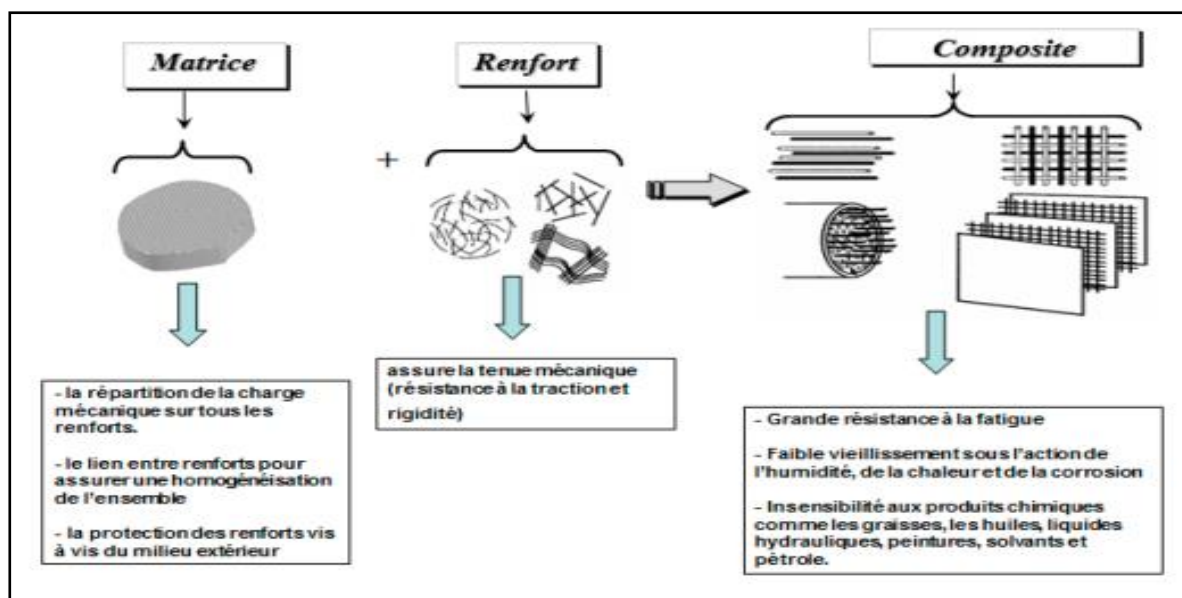 Matrice
Renfort
Composite
+
- la répartition de la charge
mécanique sur tous les
renforts.
- le lien entre renforts pour
assurer une homogénéisation
de l'ensemble
- la protection des renforts vis
à vis du milieu extérieur
assure la tenue mécanique
(résistance à la traction et
rigidité)
- Grande résistance à la fatigue
- Faible vieillissement sous l'action de
l'humidité, de la chaleur et de la corrosion
- Insensibilité aux produits chimiques
comme les graisses, les huiles, liquides
hydrauliques, peintures, solvants et
pétrole.